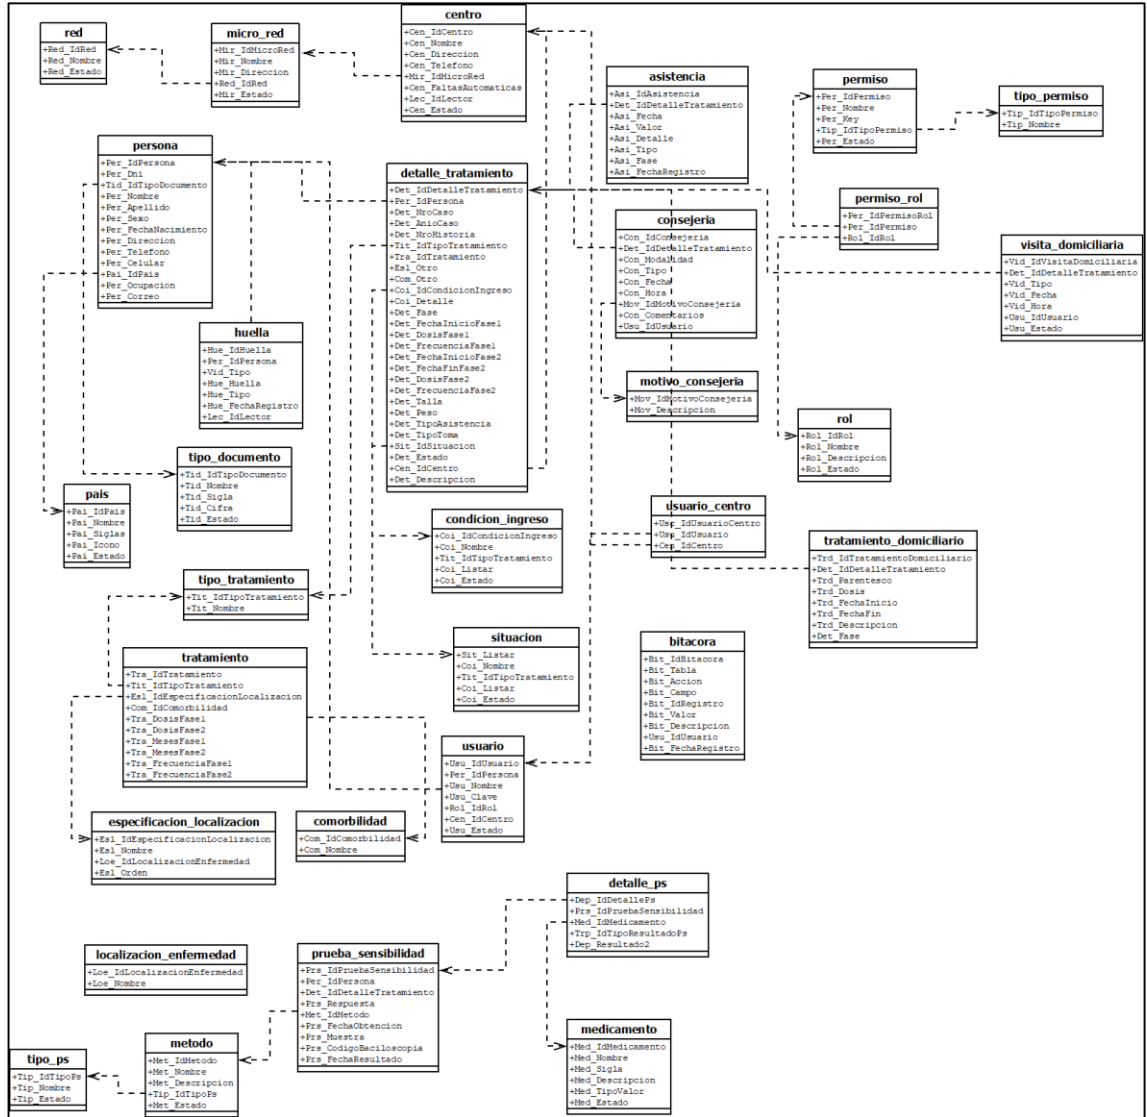 red
+Red_IdRed
+Red_Nombre
+Red_Estado
micro_red
+Mir_IdMicroRed
+Mir_Nombre
+Mir_Direccion
+Red_IdRed
+Mir_Estado
centro
+Cen_IdCentro
+Cen_Nombre
+Cen_Direccion
+Cen_Telefono
+Mir_IdMicroRed
+Cen_FaltasAutomaticas
+Lec_IdLector
+Cen_Estado
asistencia
+Asi_IdAsistencia
+Det_IdDetalleTratamiento
+Asi_Fecha
+Asi_Valor
+Asi_Detalle
+Asi_Tipo
+Asi_Fase
+Asi_FechaRegistro
permiso
+Per_IdPermiso
+Per_Nombre
+Per_Key
+Tip_IdTipoPermiso
+Per_Estado
tipo_permiso
+Tip_IdTipoPermiso
+Tip_Nombre
persona
+Per_IdPersona
+Per_Dni
+Tid_IdTipoDocumento
+Per_Nombre
+Per_Apellido
+Per_Sexo
+Per_FechaNacimiento
+Per_Direccion
+Per_Telefono
+Per_Celular
+Pai_IdPais
+Per_Ocupacion
+Per_Correo
detalle_tratamiento
+Det_IdDetalleTratamiento
+Per_IdPersona
+Det_NroCaso
+Det_AnioCaso
+Det_NroHistoria
+Tit_IdTipoTratamiento
+Tra_IdTratamiento
+Esl_Otro
+Com_Otro
+Coi_IdCondicionIngreso
+Coi_Detalle
+Det_Fase
+Det_FechaInicioFase1
+Det_DosisFase1
+Det_FrecuenciaFase1
+Det_FechaInicioFase2
+Det_FechaFinFase2
+Det_DosisFase2
+Det_FrecuenciaFase2
+Det_Talla
+Det_Peso
+Det_TipoAsistencia
+Det_TipoToma
+Sit_IdSituacion
+Det_Estado
+Cen_IdCentro
+Det_Descripcion
consejeria
+Con_IdConsejeria
+Det_IdDetalleTratamiento
+Con_Modalidad
+Con_Tipo
+Con_Fecha
+Con_Hora
+Mov_IdMotivoConsejeria
+Con_Comentarios
+Usu_IdUsuario
permiso_rol
+Per_IdPermisoRol
+Per_IdPermiso
+Rol_IdRol
visita_domiciliaria
+Vid_IdVisitaDomiciliaria
+Det_IdDetalleTratamiento
+Vid_Tipo
+Vid_Fecha
+Vid_Hora
+Usu_IdUsuario
+Usu_Estado
huella
+Hue_IdHuella
+Per_IdPersona
+Vid_Tipo
+Hue_Huella
+Hue_Tipo
+Hue_FechaRegistro
+Lec_IdLector
motivo_consejeria
+Mov_IdMotivoConsejeria
+Mov_Descripcion
rol
+Rol_IdRol
+Rol_Nombre
+Rol_Descripcion
+Rol_Estado
tipo_documento
+Tid_IdTipoDocumento
+Tid_Nombre
+Tid_Sigla
+Tid_Cifra
+Tid_Estado
pais
+Pai_IdPais
+Pai_Nombre
+Pai_Siglas
+Pai_Icono
+Pai_Estado
condicion_ingreso
+Coi_IdCondicionIngreso
+Coi_Nombre
+Tit_IdTipoTratamiento
+Coi_Listar
+Coi_Estado
usuario_centro
+Usc_IdUsuarioCentro
+Usu_IdUsuario
+Cen_IdCentro
tratamiento_domiciliario
+Trd_IdTratamientoDomiciliario
+Det_IdDetalleTratamiento
+Trd_Parentesco
+Trd_Dosis
+Trd_FechaInicio
+Trd_FechaFin
+Trd_Descripcion
+Det_Fase
tipo_tratamiento
+Tit_IdTipoTratamiento
+Tit_Nombre
situacion
+Sit_Listar
+Coi_Nombre
+Tit_IdTipoTratamiento
+Coi_Listar
+Coi_Estado
bitacora
+Bit_IdBitacora
+Bit_Tabla
+Bit_Accion
+Bit_Campo
+Bit_IdRegistro
+Bit_Valor
+Bit_Descripcion
+Usu_IdUsuario
+Bit_FechaRegistro
tratamiento
+Tra_IdTratamiento
+Tit_IdTipoTratamiento
+Esl_IdEspecificacionLocalizacion
+Com_IdComorbilidad
+Tra_DosisFase1
+Tra_DosisFase2
+Tra_MesesFase1
+Tra_MesesFase2
+Tra_FrecuenciaFase1
+Tra_FrecuenciaFase2
usuario
+Usu_IdUsuario
+Per_IdPersona
+Usu_Nombre
+Usu_Clave
+Rol_IdRol
+Cen_IdCentro
+Usu_Estado
especificacion_localizacion
+Esl_IdEspecificacionLocalizacion
+Esl_Nombre
+Loe_IdLocalizacionEnfermedad
+Esl_Orden
comorbilidad
+Com_IdComorbilidad
+Com_Nombre
detalle_ps
+Dep_IdDetallePs
+Prs_IdPruebaSensibilidad
+Med_IdMedicamento
+Trp_IdTipoResultadoPs
+Dep_Resultado2
localizacion_enfermedad
+Loe_IdLocalizacionEnfermedad
+Loe_Nombre
prueba_sensibilidad
+Prs_IdPruebaSensibilidad
+Per_IdPersona
+Det_IdDetalleTratamiento
+Prs_Respuesta
+Met_IdMetodo
+Prs_FechaObtencion
+Prs_Muestra
+Prs_CodigoBaciloscopia
+Prs_FechaResultado
medicamento
+Med_IdMedicamento
+Med_Nombre
+Med_Sigla
+Med_Descripcion
+Med_TipoValor
+Med_Estado
metodo
+Met_IdMetodo
+Met_Nombre
+Met_Descripcion
+Tip_IdTipoPs
+Met_Estado
tipo_ps
+Tip_IdTipoPs
+Tip_Nombre
+Tip_Estado